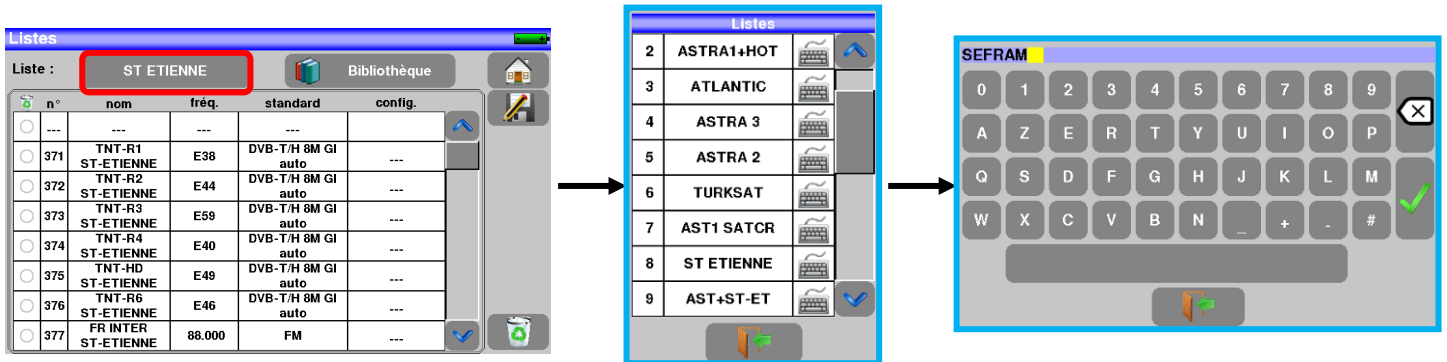 Listes
Liste : ST ETIENNE Bibliothèque
n° nom fréq. standard config.
--- --- --- ---
371 TNT-R1 ST-ETIENNE E38 DVB-T/H 8M GI auto ---
372 TNT-R2 ST-ETIENNE E44 DVB-T/H 8M GI auto ---
373 TNT-R3 ST-ETIENNE E59 DVB-T/H 8M GI auto ---
374 TNT-R4 ST-ETIENNE E40 DVB-T/H 8M GI auto ---
375 TNT-HD ST-ETIENNE E49 DVB-T/H 8M GI auto ---
376 TNT-R6 ST-ETIENNE E46 DVB-T/H 8M GI auto ---
377 FR INTER ST-ETIENNE 88.000 FM ---
Listes
2 ASTRA1+HOT
3 ATLANTIC
4 ASTRA 3
5 ASTRA 2
6 TURKSAT
7 AST1 SATCR
8 ST ETIENNE
9 AST+ST-ET
SEFRAM
0 1 2 3 4 5 6 7 8 9
A Z E R T Y U I O P
Q S D F G H J K L M
W X C V B N _ + - #